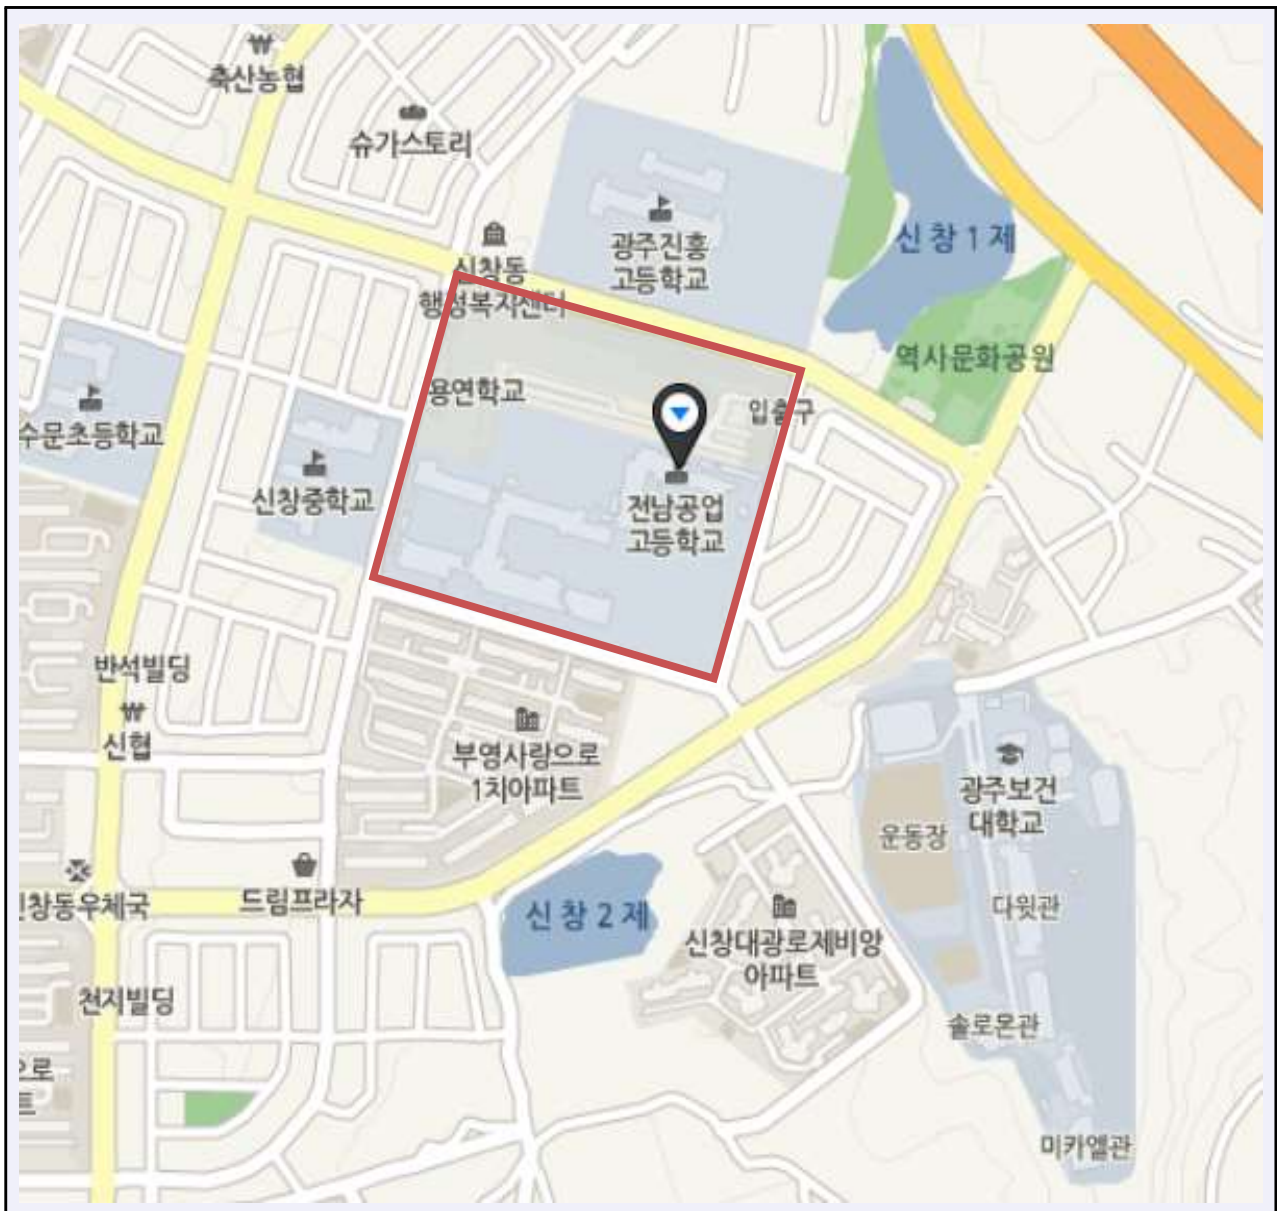 축산농협
슈가스토리
광주진흥
고등학교
신창1제
신창동
행정복지센터
역사문화공원
용연학교
입출구
수문초등학교
신창중학교
전남공업
고등학교
반석빌딩
신협
부영사랑으로
1차아파트
광주보건
대학교
운동장
드림프라자
창동우체국
신창2제
다윗관
신창대광로제비앙
아파트
천지빌딩
솔로몬관
으로
트
미카엘관